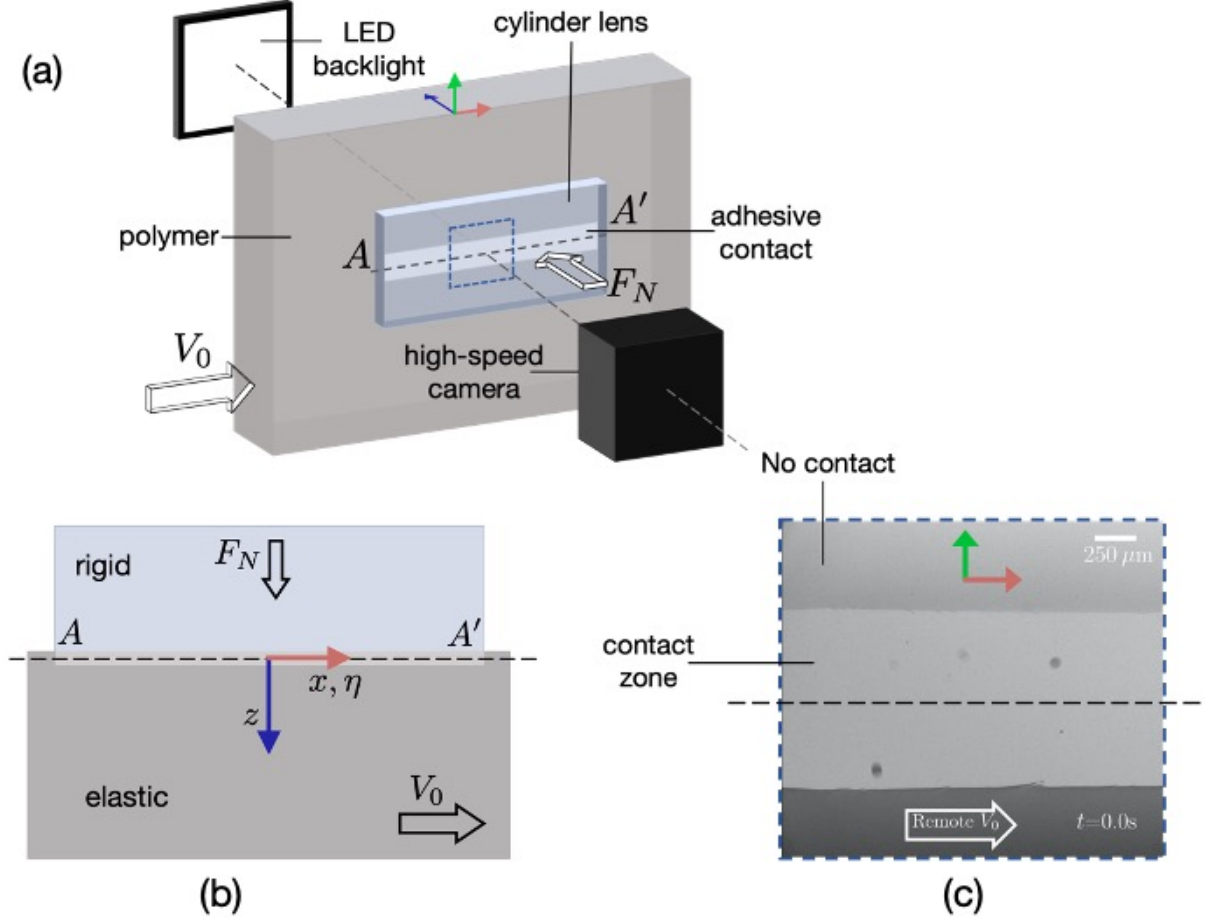 (a)
LED
backlight
cylinder lens
polymer
A
A′
adhesive
contact
F_N
V_0
high-speed
camera
No contact
rigid
F_N
A
A′
x, η
z
elastic
V_0
(b)
250 μm
contact
zone
Remote V_0
t=0.0s
(c)